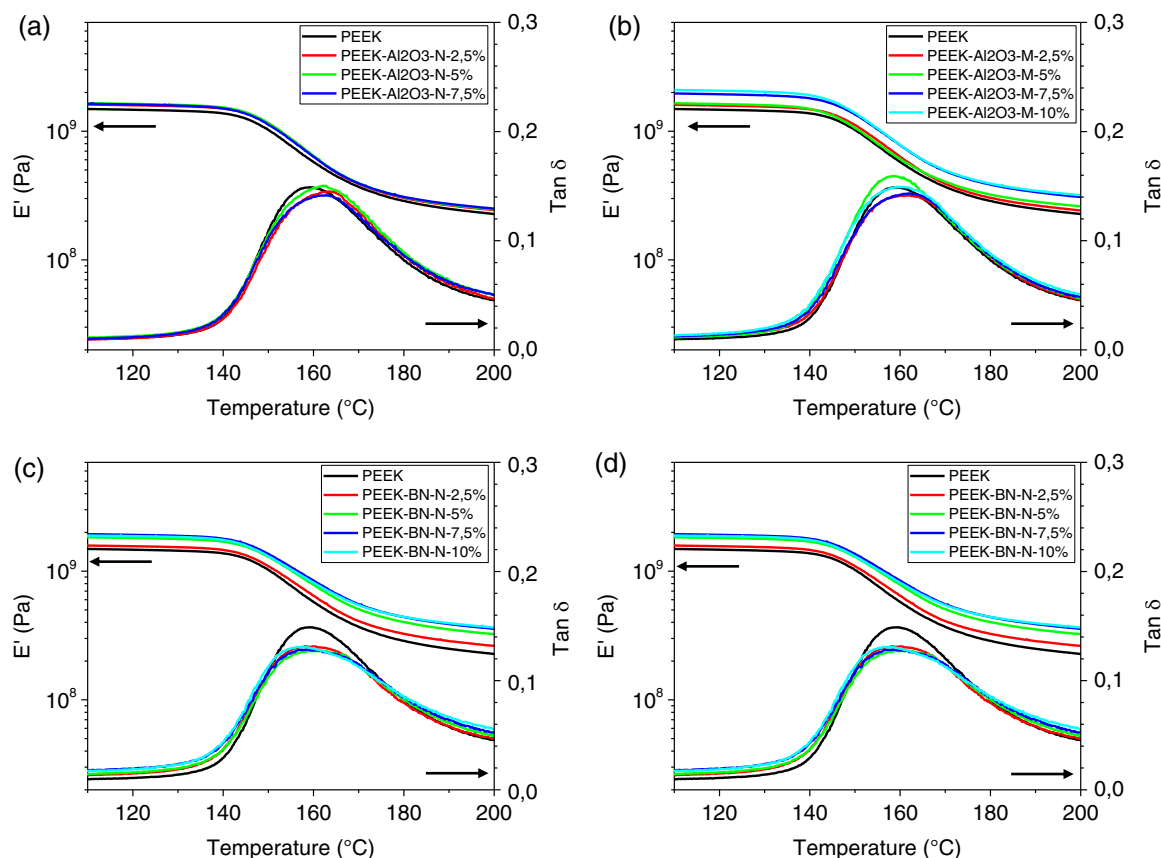 (a)
PEEK
PEEK-Al2O3-N-2,5%
PEEK-Al2O3-N-5%
PEEK-Al2O3-N-7,5%
10^9
10^8
E' (Pa)
0,3
0,2
0,1
0,0
Tan δ
120 140 160 180 200
Temperature (°C)
(b)
PEEK
PEEK-Al2O3-M-2,5%
PEEK-Al2O3-M-5%
PEEK-Al2O3-M-7,5%
PEEK-Al2O3-M-10%
10^9
10^8
E' (Pa)
0,3
0,2
0,1
0,0
Tan δ
120 140 160 180 200
Temperature (°C)
(c)
PEEK
PEEK-BN-N-2,5%
PEEK-BN-N-5%
PEEK-BN-N-7,5%
PEEK-BN-N-10%
10^9
10^8
E' (Pa)
0,3
0,2
0,1
0,0
Tan δ
120 140 160 180 200
Temperature (°C)
(d)
PEEK
PEEK-BN-N-2,5%
PEEK-BN-N-5%
PEEK-BN-N-7,5%
PEEK-BN-N-10%
10^9
10^8
E' (Pa)
0,3
0,2
0,1
0,0
Tan δ
120 140 160 180 200
Temperature (°C)